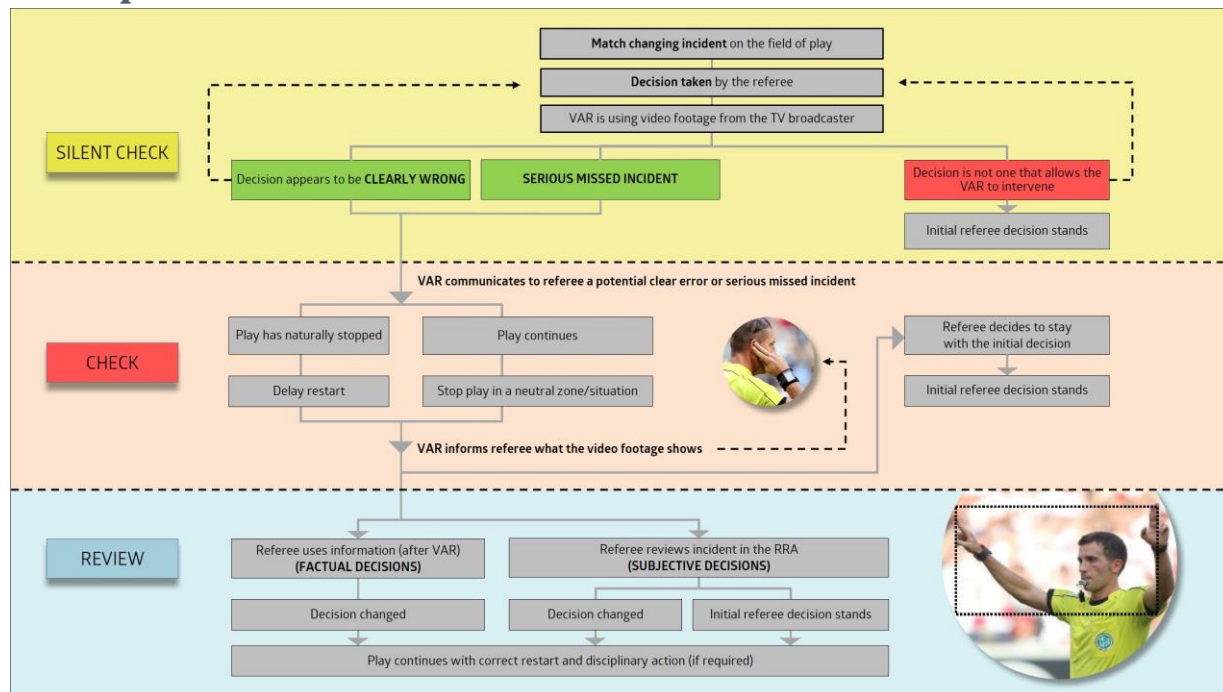 Match changing incident on the field of play
Decision taken by the referee
VAR is using video footage from the TV broadcaster
SILENT CHECK
Decision appears to be CLEARLY WRONG
SERIOUS MISSED INCIDENT
Decision is not one that allows the
VAR to intervene
Initial referee decision stands
VAR communicates to referee a potential clear error or serious missed incident
CHECK
Play has naturally stopped
Play continues
Referee decides to stay
with the initial decision
Delay restart
Stop play in a neutral zone/situation
Initial referee decision stands
VAR informs referee what the video footage shows
REVIEW
Referee uses information (after VAR)
(FACTUAL DECISIONS)
Referee reviews incident in the RRA
(SUBJECTIVE DECISIONS)
Decision changed
Decision changed
Initial referee decision stands
Play continues with correct restart and disciplinary action (if required)